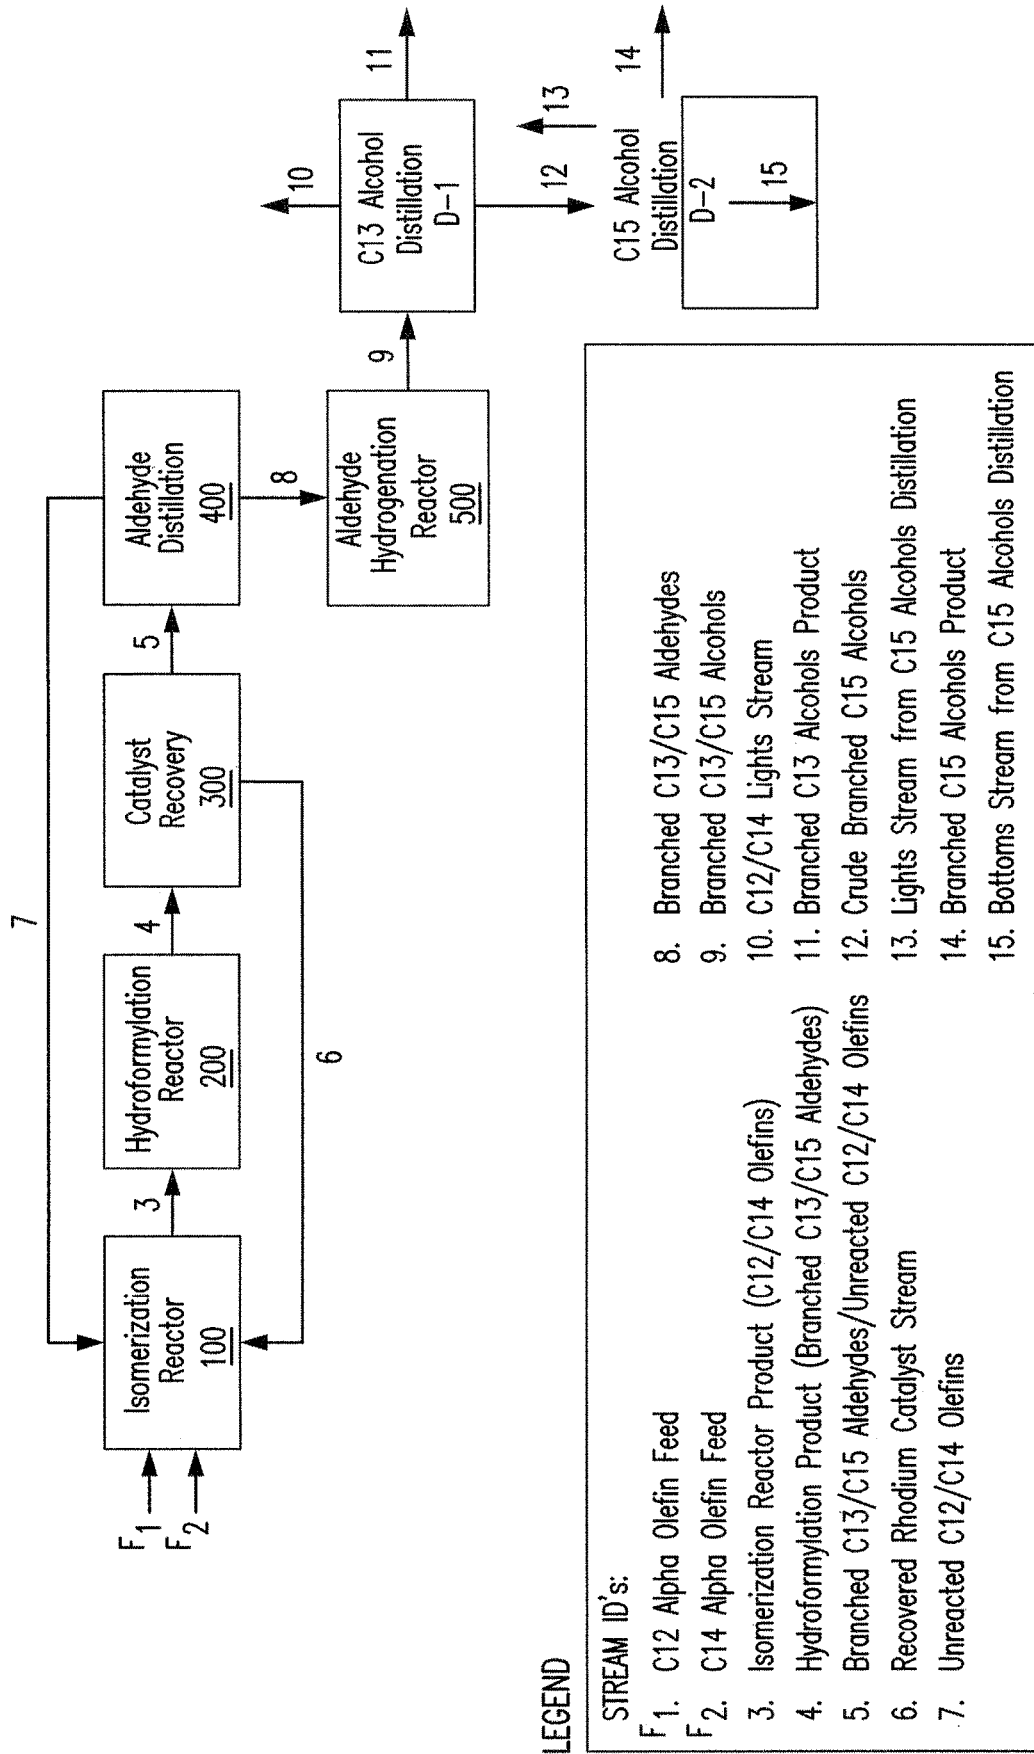 7
F1
F2
Isomerization
Reactor
100
3
Hydroformylation
Reactor
200
4
Catalyst
Recovery
300
5
Aldehyde
Distillation
400
6
8
Aldehyde
Hydrogenation
Reactor
500
9
10
C13 Alcohol
Distillation
D-1
11
12
13
C15 Alcohol
Distillation
D-2
14
15
LEGEND
STREAM ID's:
F1. C12 Alpha Olefin Feed
F2. C14 Alpha Olefin Feed
3. Isomerization Reactor Product (C12/C14 Olefins)
4. Hydroformylation Product (Branched C13/C15 Aldehydes)
5. Branched C13/C15 Aldehydes/Unreacted C12/C14 Olefins
6. Recovered Rhodium Catalyst Stream
7. Unreacted C12/C14 Olefins
8. Branched C13/C15 Aldehydes
9. Branched C13/C15 Alcohols
10. C12/C14 Lights Stream
11. Branched C13 Alcohols Product
12. Crude Branched C15 Alcohols
13. Lights Stream from C15 Alcohols Distillation
14. Branched C15 Alcohols Product
15. Bottoms Stream from C15 Alcohols Distillation